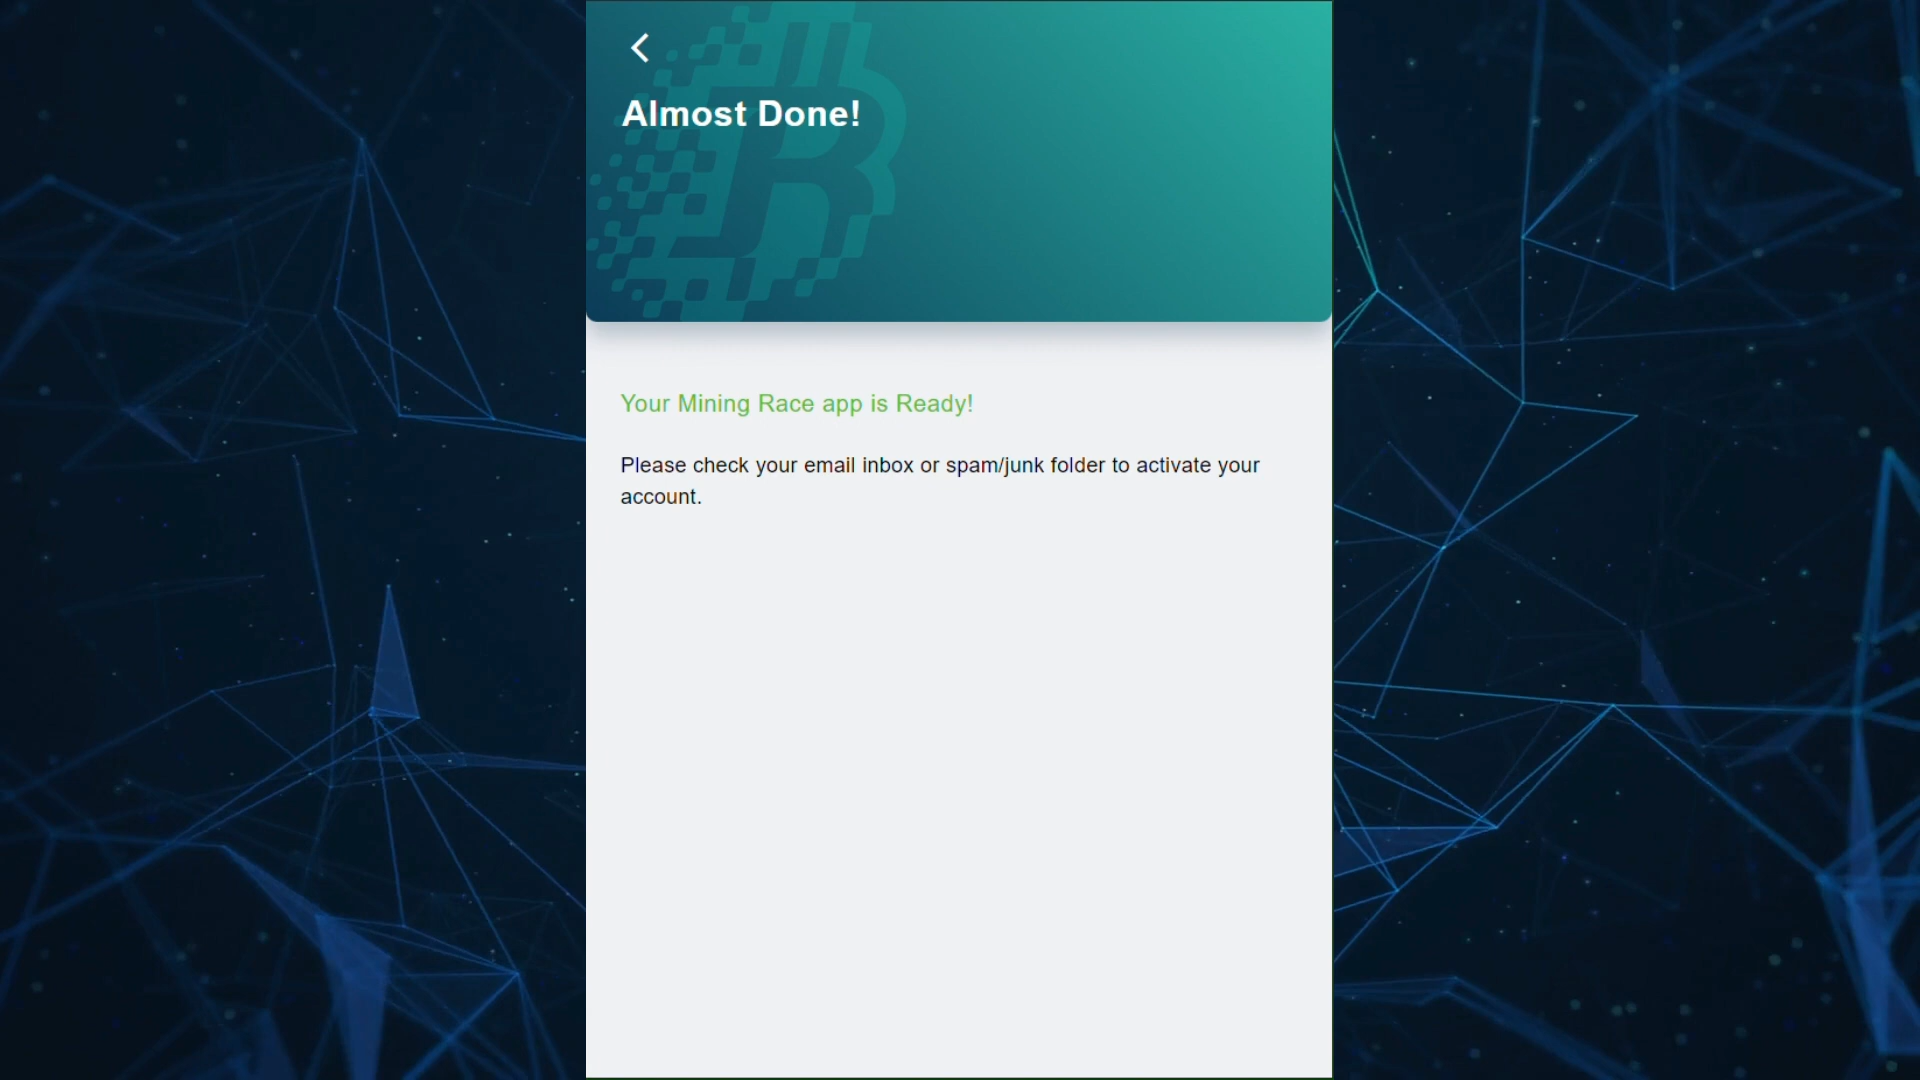 Almost Done!
Your Mining Race app is Ready!
Please check your email inbox or spam/junk folder to activate your
account.